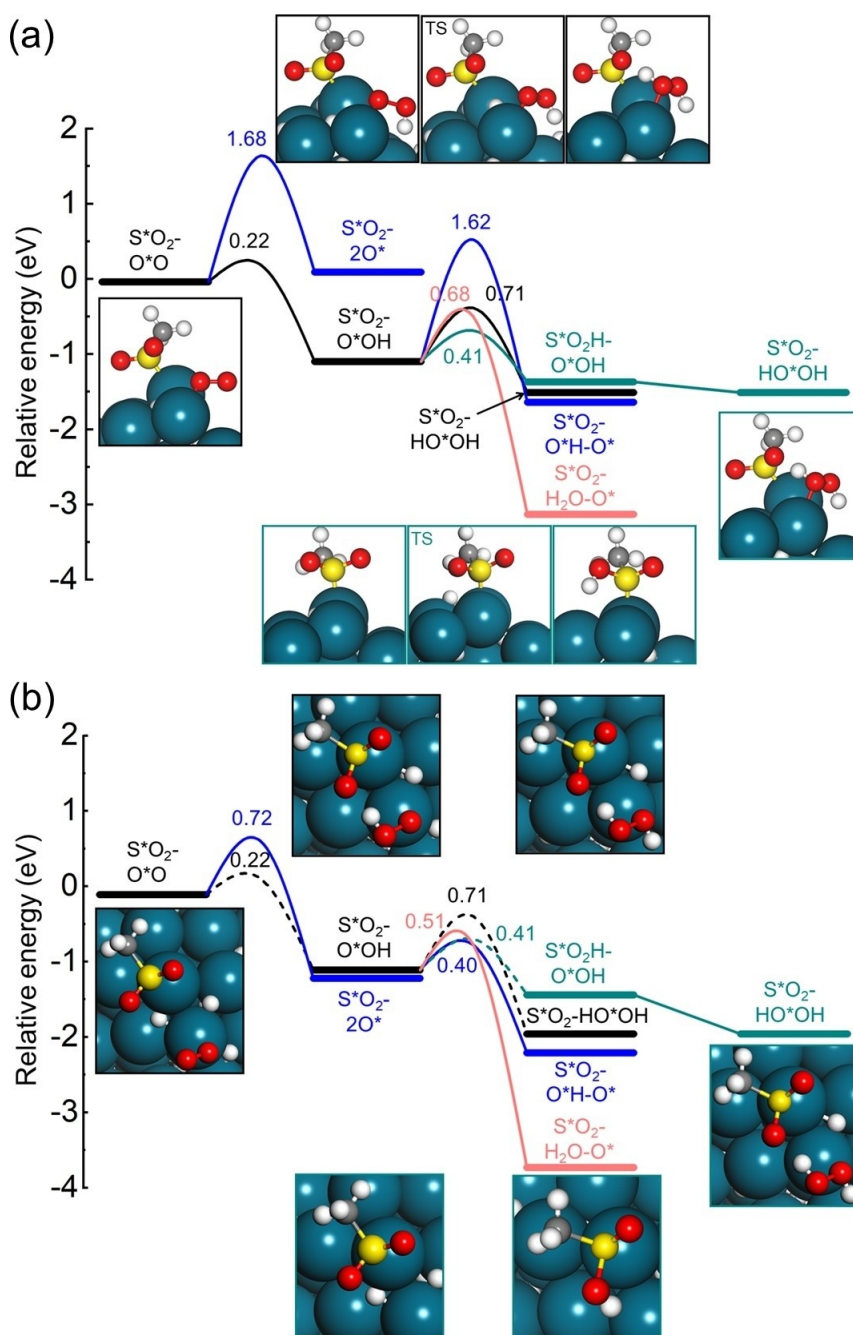 (a)
TS
2
1
0
-1
-2
-3
-4
Relative energy (eV)
1.68
0.22
S*O₂-
O*O
S*O₂-
2O*
S*O₂-
O*OH
1.62
0.68
0.71
0.41
S*O₂H-
O*OH
S*O₂-
HO*OH
S*O₂-
HO*OH
S*O₂-
O*H-O*
S*O₂-
H₂O-O*
TS
(b)
2
1
0
-1
-2
-3
-4
Relative energy (eV)
0.72
0.22
S*O₂-
O*O
S*O₂-
O*OH
S*O₂-
2O*
0.71
0.51
0.41
0.40
S*O₂H-
O*OH
S*O₂-HO*OH
S*O₂-
HO*OH
S*O₂-
O*H-O*
S*O₂-
H₂O-O*